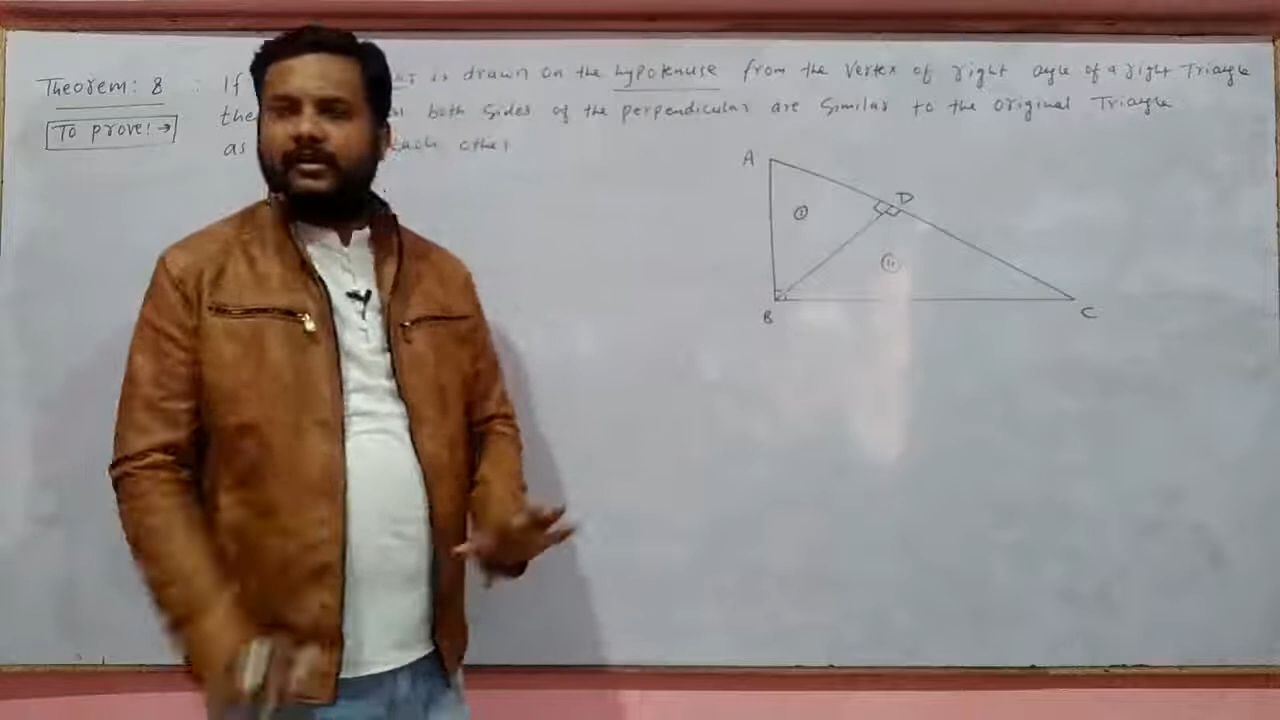 Theorem: 8 : If is drawn on the hypotenuse from the vertex of right angle of a right Triangle
To prove! → the both sides of the perpendicular are similar to the original Triangle
as each other
A
D
I
II
B
C